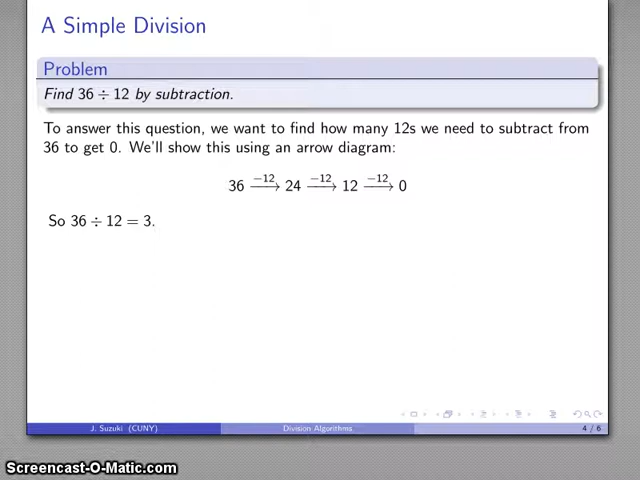 A Simple Division
Problem
Find 36 ÷ 12 by subtraction.
To answer this question, we want to find how many 12s we need to subtract from
36 to get 0. We'll show this using an arrow diagram:
36 −12⟶ 24 −12⟶ 12 −12⟶ 0
So 36 ÷ 12 = 3.
J. Suzuki (CUNY) Division Algorithms 4 / 6
Screencast-O-Matic.com